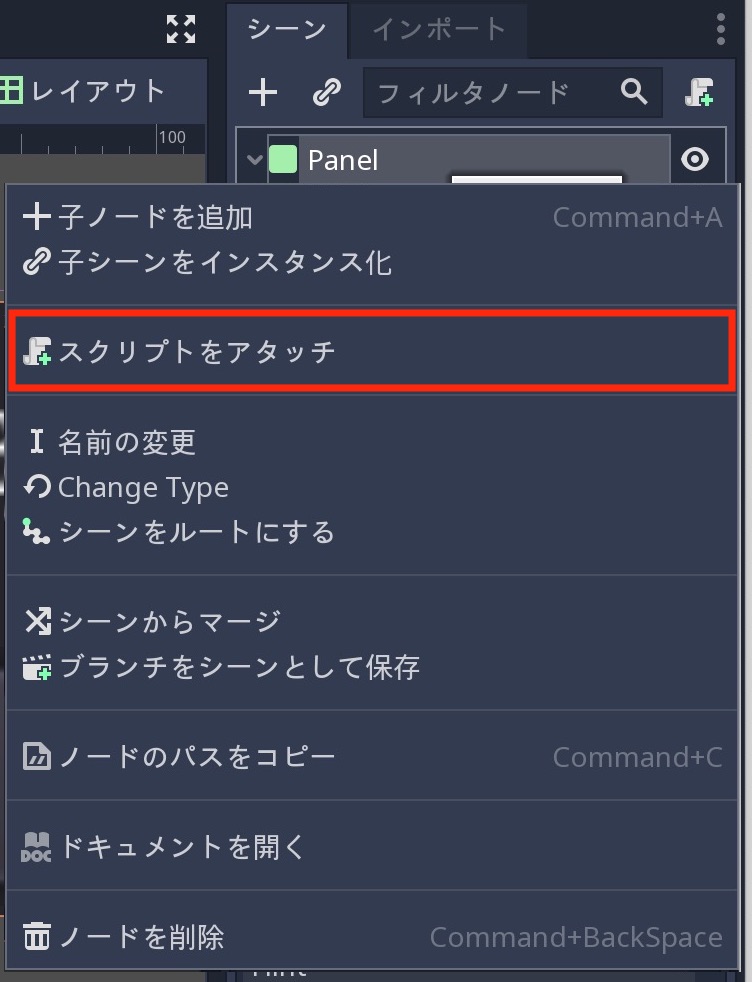 シーン
インポート
レイアウト
フィルタノード
100
Panel
子ノードを追加 Command+A
子シーンをインスタンス化
スクリプトをアタッチ
名前の変更
Change Type
シーンをルートにする
シーンからマージ
ブランチをシーンとして保存
ノードのパスをコピー Command+C
DOC ドキュメントを開く
ノードを削除 Command+BackSpace